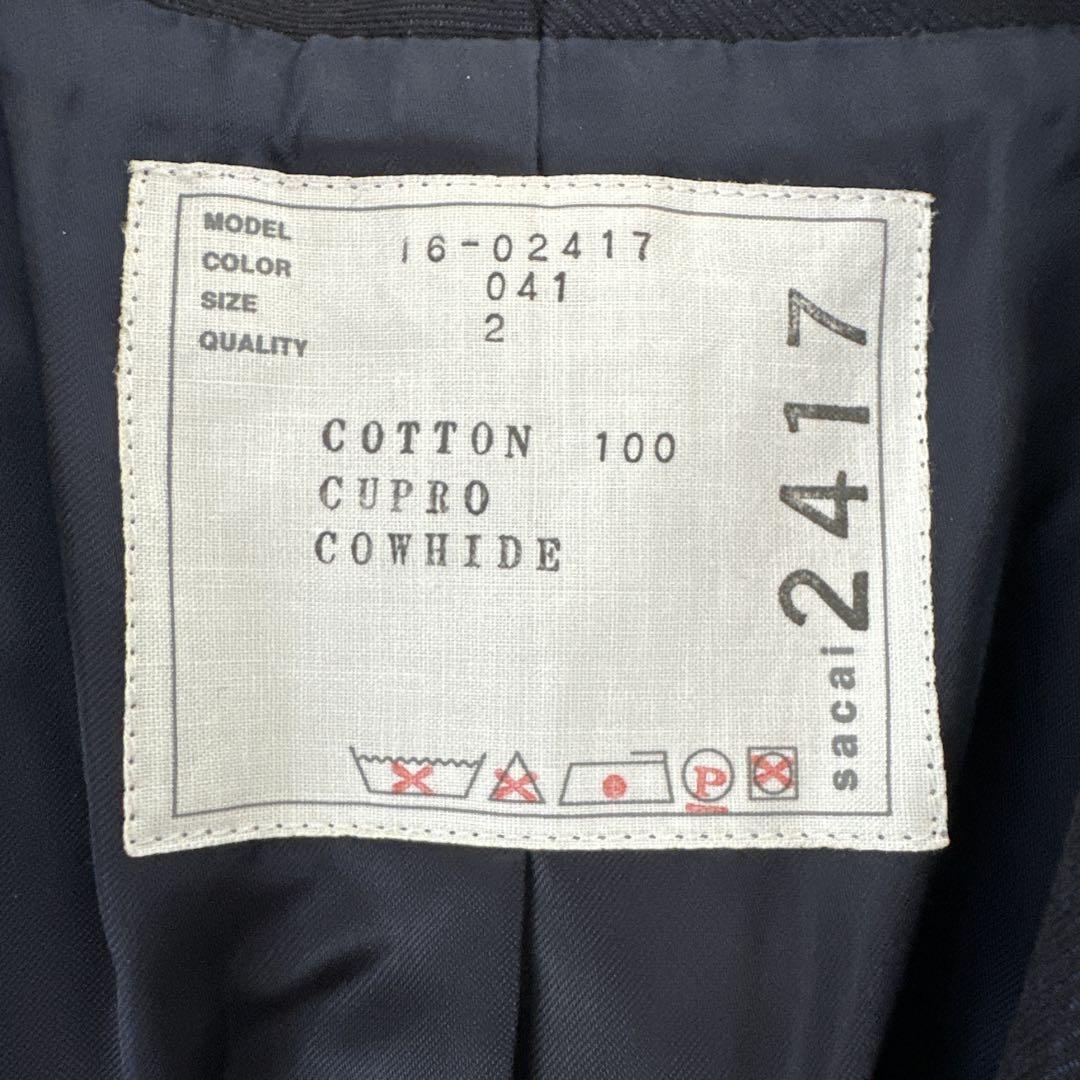 MODEL 16-02417
COLOR 041
SIZE 2
QUALITY
COTTON 100
CUPRO
COWHIDE
P
sacai 2417